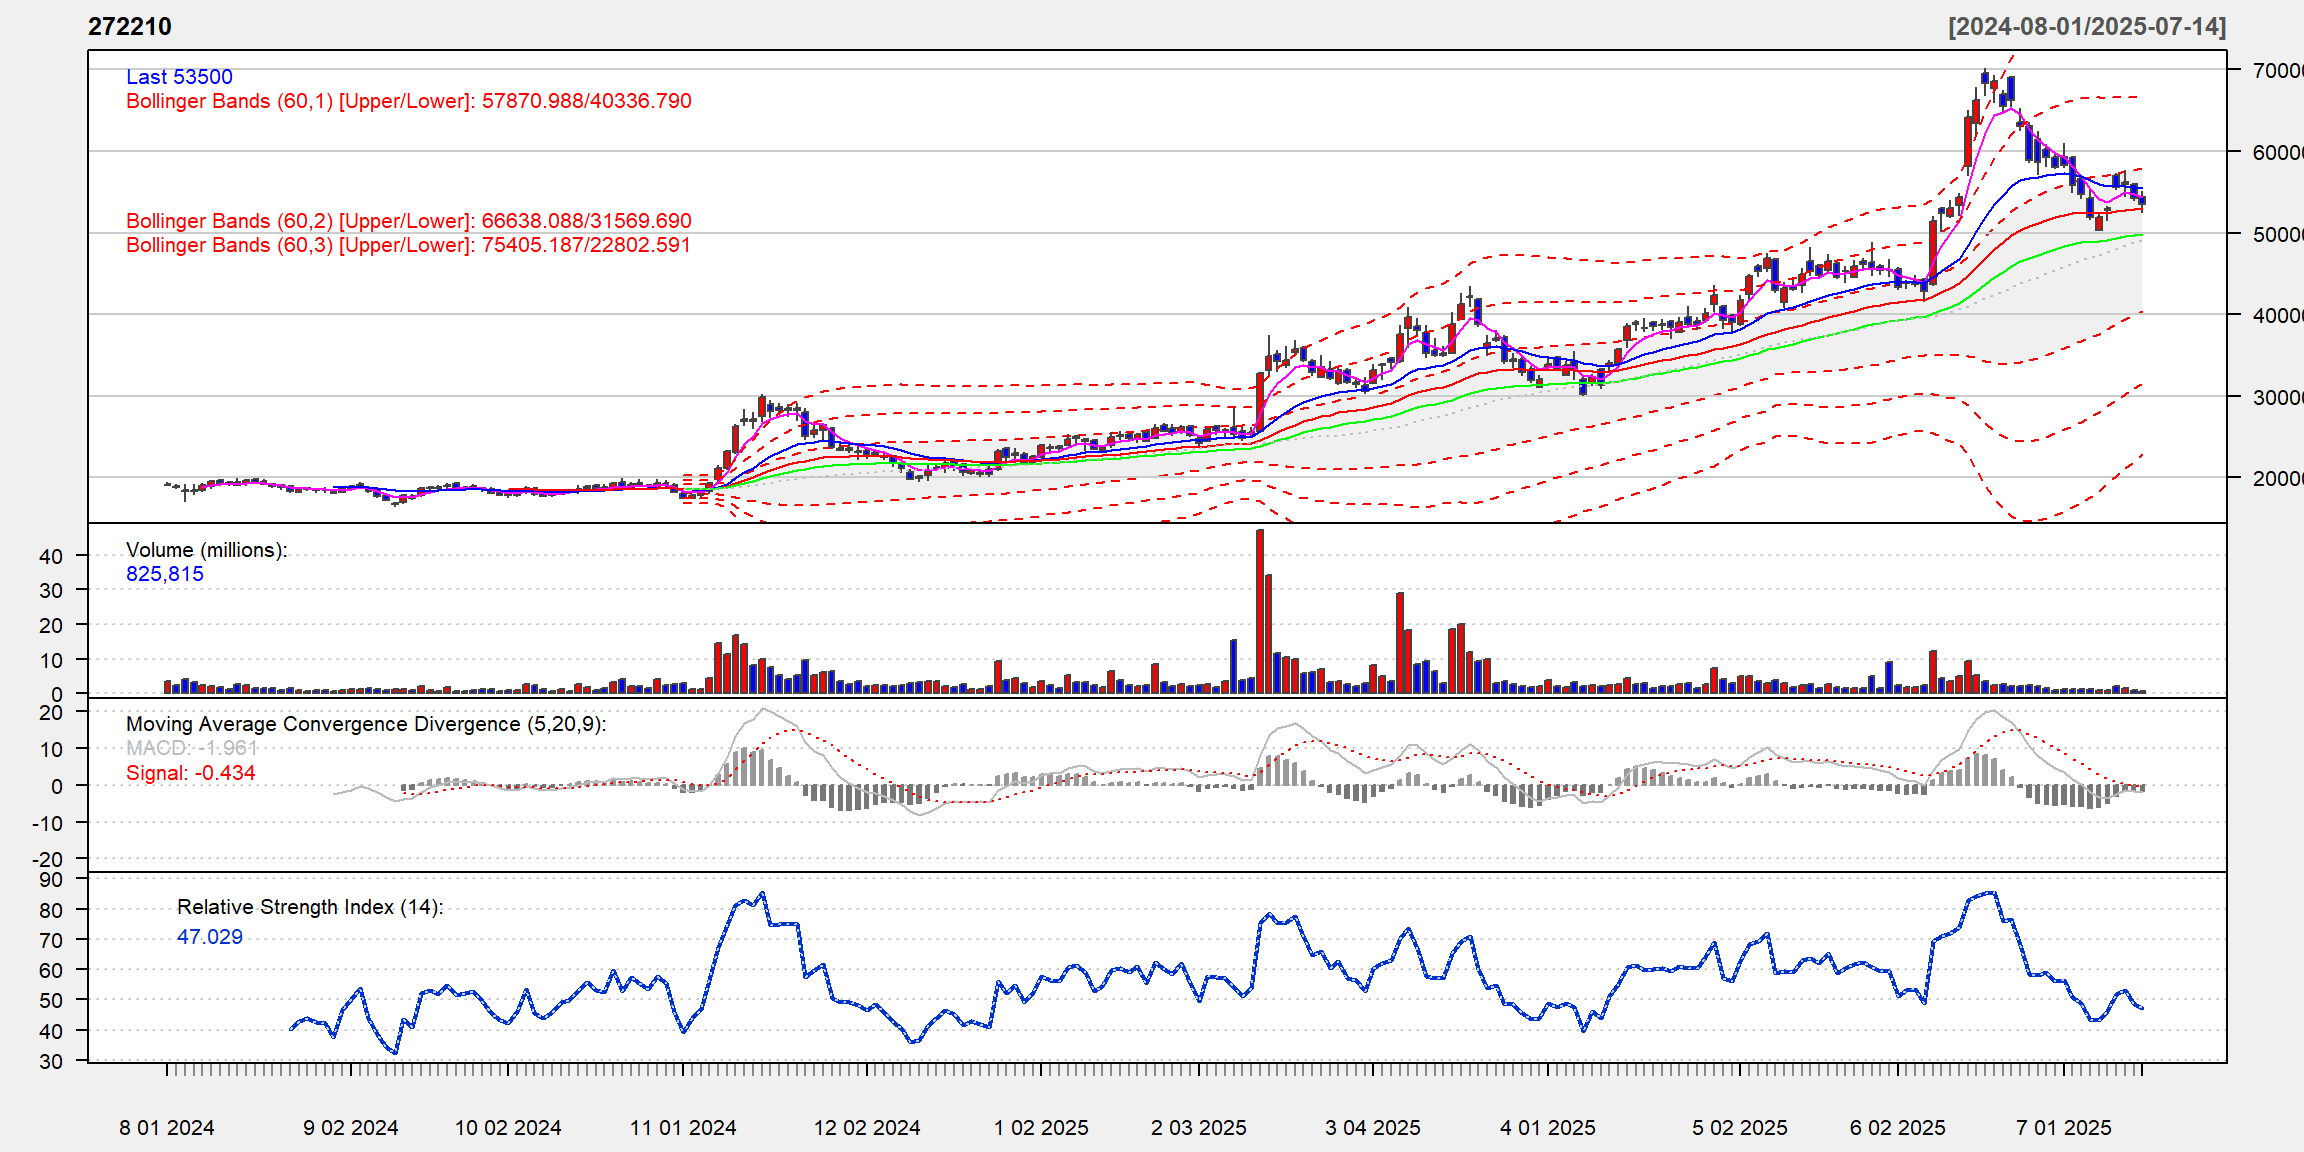 272210 [2024-08-01/2025-07-14]
Last 53500
Bollinger Bands (60,1) [Upper/Lower]: 57870.988/40336.790
Bollinger Bands (60,2) [Upper/Lower]: 66638.088/31569.690
Bollinger Bands (60,3) [Upper/Lower]: 75405.187/22802.591
7000
6000
5000
4000
3000
2000
Volume (millions):
825,815
40
30
20
10
0
Moving Average Convergence Divergence (5,20,9):
MACD: -1.961
Signal: -0.434
20
10
0
-10
-20
Relative Strength Index (14):
47.029
90
80
70
60
50
40
30
8 01 2024 9 02 2024 10 02 2024 11 01 2024 12 02 2024 1 02 2025 2 03 2025 3 04 2025 4 01 2025 5 02 2025 6 02 2025 7 01 2025